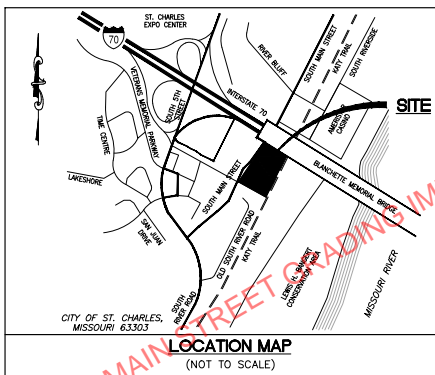 ST. CHARLES
EXPO CENTER
70
RIVER BLUFF
SOUTH MAIN STREET
KATY TRAIL
SOUTH RIVERSIDE
VETERANS MEMORIAL PARKWAY
SOUTH 5TH
STREET
INTERSTATE 70
AMERISTAR
CASINO
SITE
TIME CENTRE
LAKESHORE
SOUTH MAIN STREET
BLANCHETTE MEMORIAL BRIDGE
SAN JUAN
DRIVE
OLD SOUTH RIVER ROAD
KATY TRAIL
LEWIS H. BANGERT
CONSERVATION AREA
MISSOURI RIVER
SOUTH
RIVER ROAD
CITY OF ST. CHARLES,
MISSOURI 63303
MAIN STREET GRADING IM
LOCATION MAP
(NOT TO SCALE)